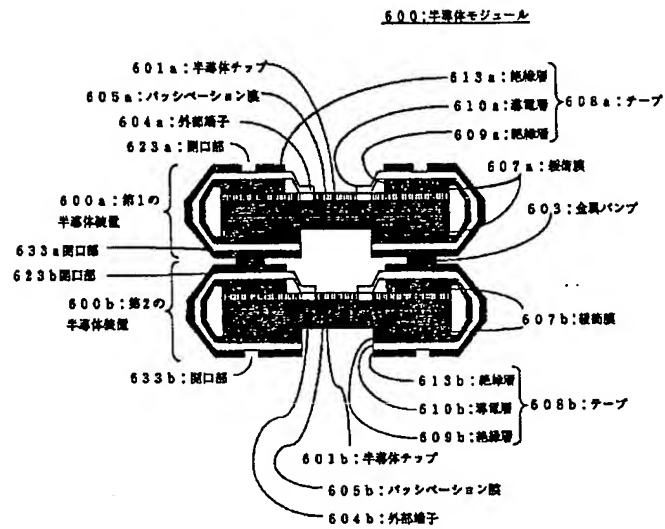 600:半導体モジュール
601a:半導体チップ
605a:パッシベーション膜
604a:外部端子
623a:開口部
600a:第1の
半導体装置
633a開口部
623b開口部
600b:第2の
半導体装置
633b:開口部
613a:絶縁層
610a:導電層
609a:絶縁層
608a:テープ
607a:緩衝膜
603:金属バンプ
607b:緩衝膜
613b:絶縁層
610b:導電層
609b:絶縁層
608b:テープ
601b:半導体チップ
605b:パッシベーション膜
604b:外部端子